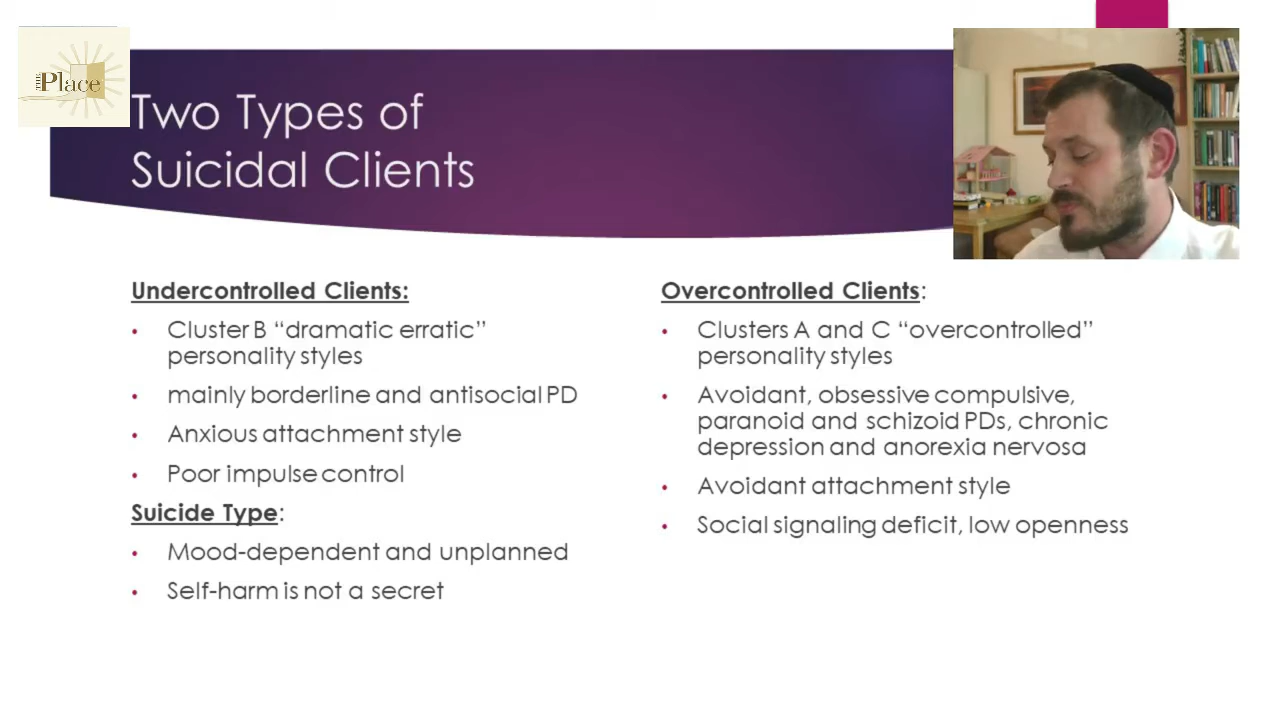 THE Place
Two Types of
Suicidal Clients
Undercontrolled Clients:
• Cluster B “dramatic erratic”
personality styles
• mainly borderline and antisocial PD
• Anxious attachment style
• Poor impulse control
Suicide Type:
• Mood-dependent and unplanned
• Self-harm is not a secret
Overcontrolled Clients:
• Clusters A and C “overcontrolled”
personality styles
• Avoidant, obsessive compulsive,
paranoid and schizoid PDs, chronic
depression and anorexia nervosa
• Avoidant attachment style
• Social signaling deficit, low openness